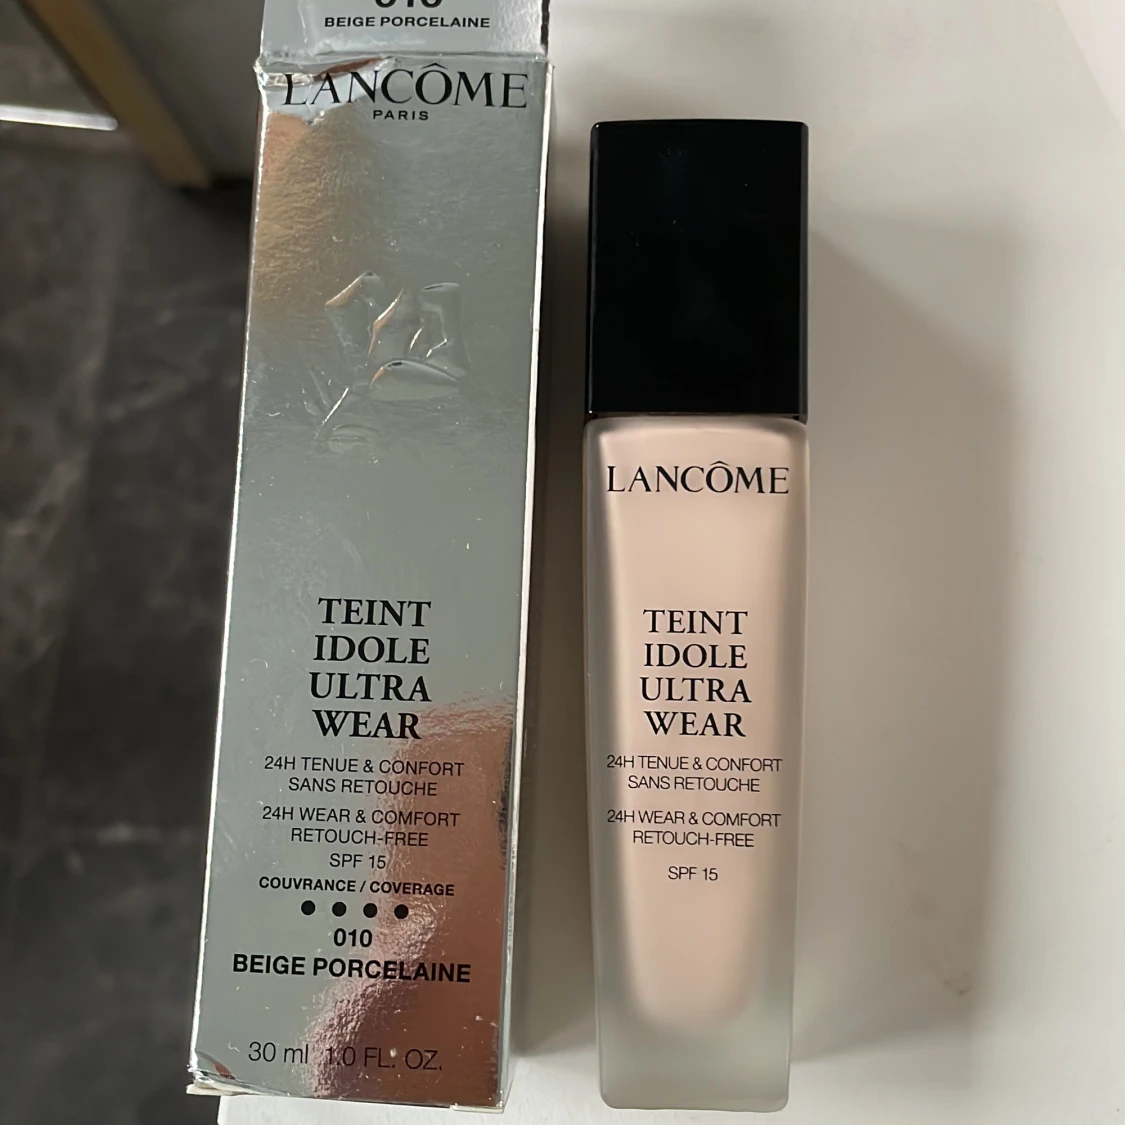 010
BEIGE PORCELAINE
LANCÔME
PARIS
TEINT
IDOLE
ULTRA
WEAR
24H TENUE & CONFORT
SANS RETOUCHE
24H WEAR & COMFORT
RETOUCH-FREE
SPF 15
COUVRANCE / COVERAGE
010
BEIGE PORCELAINE
30 ml 1.0 FL. OZ.
LANCÔME
TEINT
IDOLE
ULTRA
WEAR
24H TENUE & CONFORT
SANS RETOUCHE
24H WEAR & COMFORT
RETOUCH-FREE
SPF 15